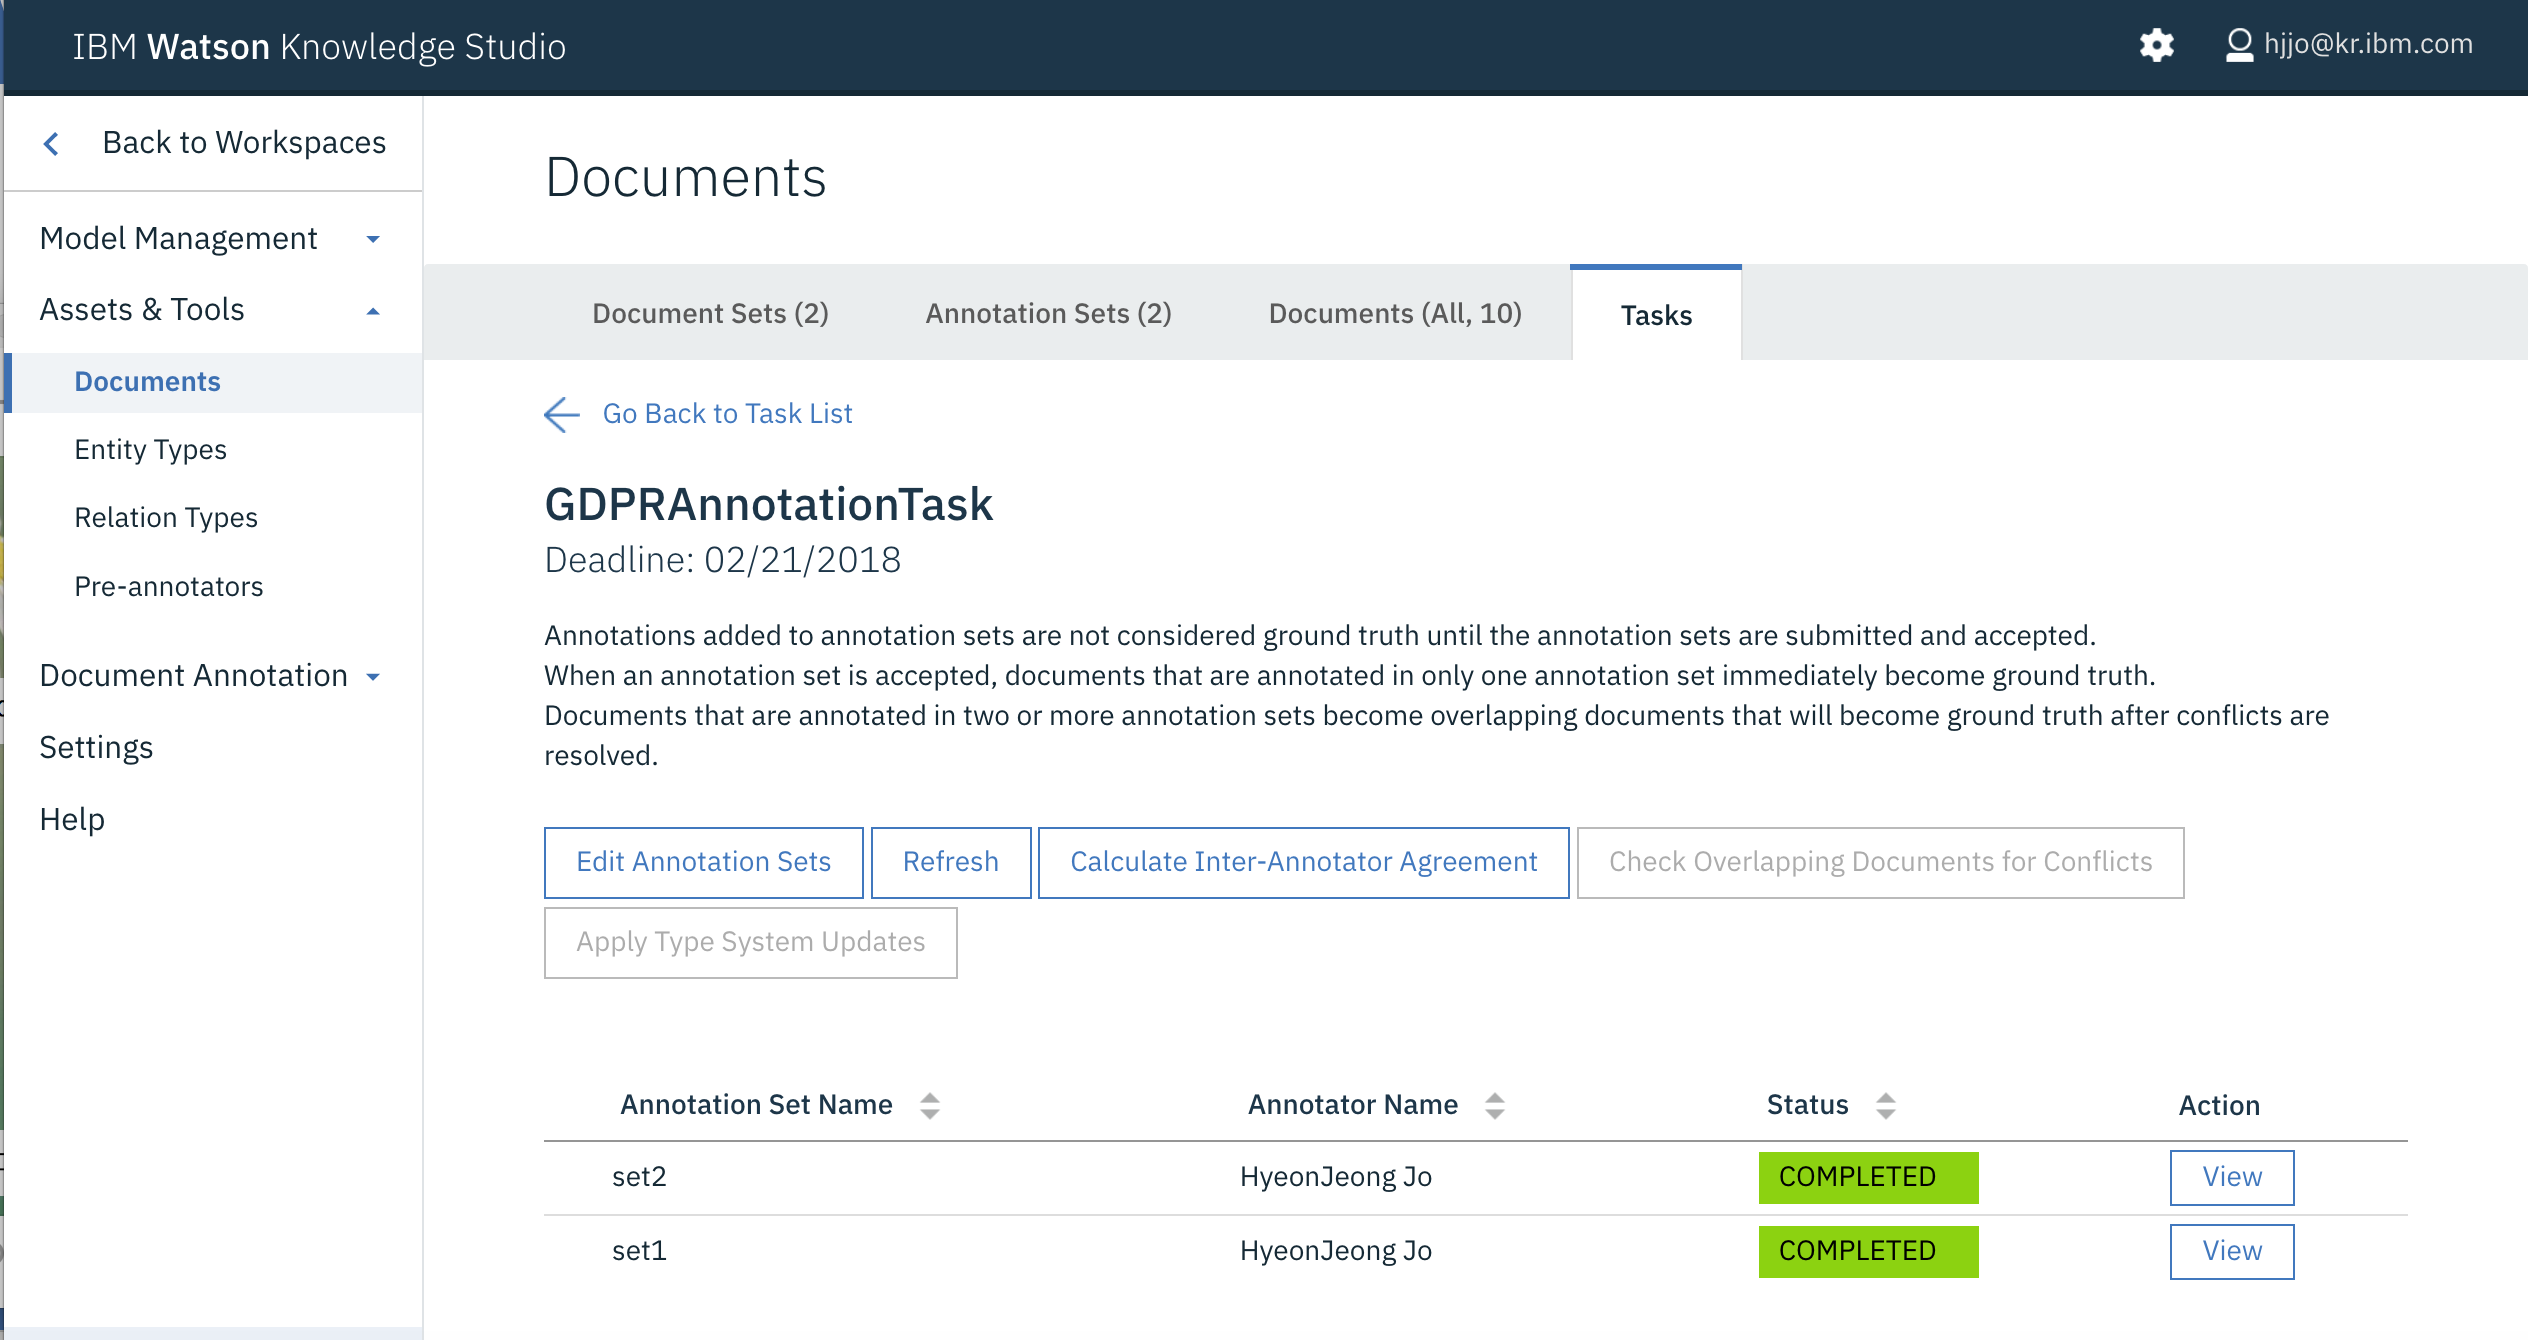 IBM Watson Knowledge Studio
hjjo@kr.ibm.com
Back to Workspaces
Model Management
Assets & Tools
Documents
Entity Types
Relation Types
Pre-annotators
Document Annotation
Settings
Help
Documents
Document Sets (2)
Annotation Sets (2)
Documents (All, 10)
Tasks
Go Back to Task List
GDPRAnnotationTask
Deadline: 02/21/2018
Annotations added to annotation sets are not considered ground truth until the annotation sets are submitted and accepted.
When an annotation set is accepted, documents that are annotated in only one annotation set immediately become ground truth.
Documents that are annotated in two or more annotation sets become overlapping documents that will become ground truth after conflicts are
resolved.
Edit Annotation Sets
Refresh
Calculate Inter-Annotator Agreement
Check Overlapping Documents for Conflicts
Apply Type System Updates
Annotation Set Name
Annotator Name
Status
Action
set2
HyeonJeong Jo
COMPLETED
View
set1
HyeonJeong Jo
COMPLETED
View